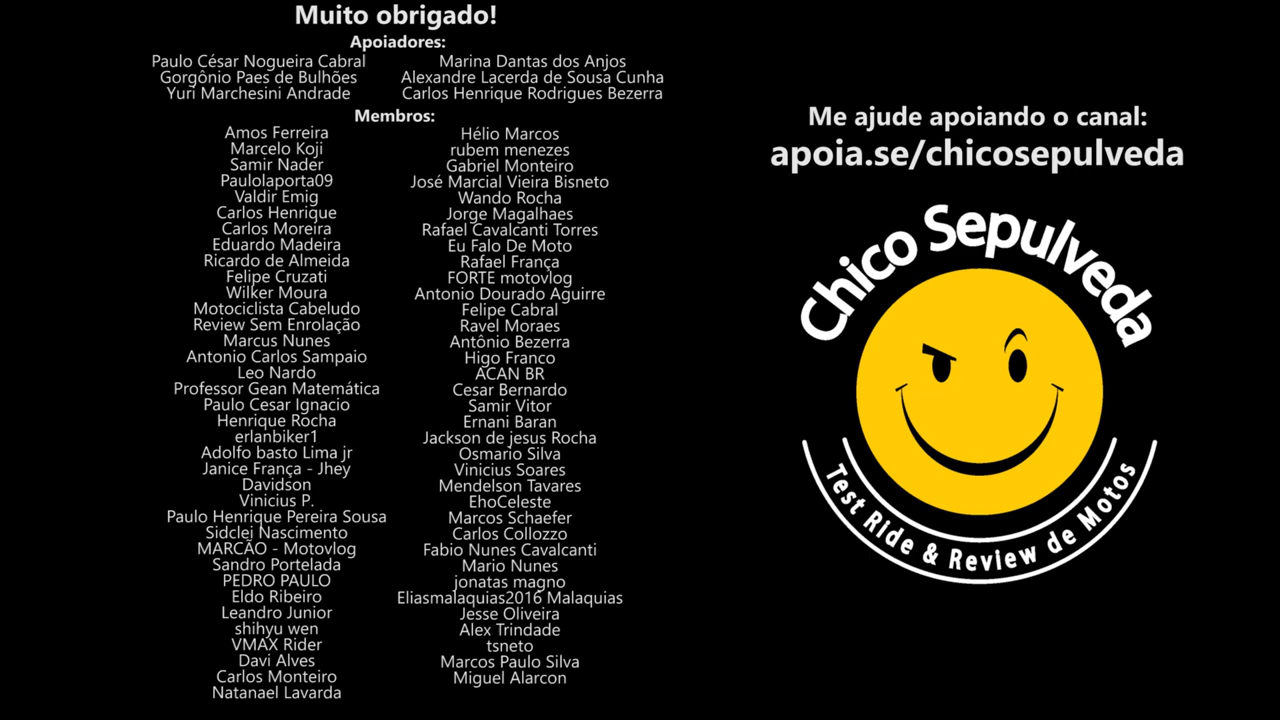 Muito obrigado!
Apoiadores:
Paulo César Nogueira Cabral
Gorgônio Paes de Bulhões
Yuri Marchesini Andrade
Marina Dantas dos Anjos
Alexandre Lacerda de Sousa Cunha
Carlos Henrique Rodrigues Bezerra
Membros:
Amos Ferreira
Marcelo Koji
Samir Nader
Paulolaporta09
Valdir Emig
Carlos Henrique
Carlos Moreira
Eduardo Madeira
Ricardo de Almeida
Felipe Cruzati
Wilker Moura
Motociclista Cabeludo
Review Sem Enrolação
Marcus Nunes
Antonio Carlos Sampaio
Leo Nardo
Professor Gean Matemática
Paulo Cesar Ignacio
Henrique Rocha
erlanbiker1
Adolfo basto Lima jr
Janice França - Jhey
Davidson
Vinicius P.
Paulo Henrique Pereira Sousa
Sidclei Nascimento
MARCÃO - Motovlog
Sandro Portelada
PEDRO PAULO
Eldo Ribeiro
Leandro Junior
shihyu wen
VMAX Rider
Davi Alves
Carlos Monteiro
Natanael Lavarda
Hélio Marcos
rubem menezes
Gabriel Monteiro
José Marcial Vieira Bisneto
Wando Rocha
Jorge Magalhaes
Rafael Cavalcanti Torres
Eu Falo De Moto
Rafael França
FORTE motovlog
Antonio Dourado Aguirre
Felipe Cabral
Ravel Moraes
Antônio Bezerra
Higo Franco
ACAN BR
Cesar Bernardo
Samir Vitor
Ernani Baran
Jackson de jesus Rocha
Osmario Silva
Vinicius Soares
Mendelson Tavares
EhoCeleste
Marcos Schaefer
Carlos Collozzo
Fabio Nunes Cavalcanti
Mario Nunes
jonatas magno
Eliasmalaquias2016 Malaquias
Jesse Oliveira
Alex Trindade
tsneto
Marcos Paulo Silva
Miguel Alarcon
Me ajude apoiando o canal:
apoia.se/chicosepulveda
Chico Sepulveda
Test Ride & Review de Motos